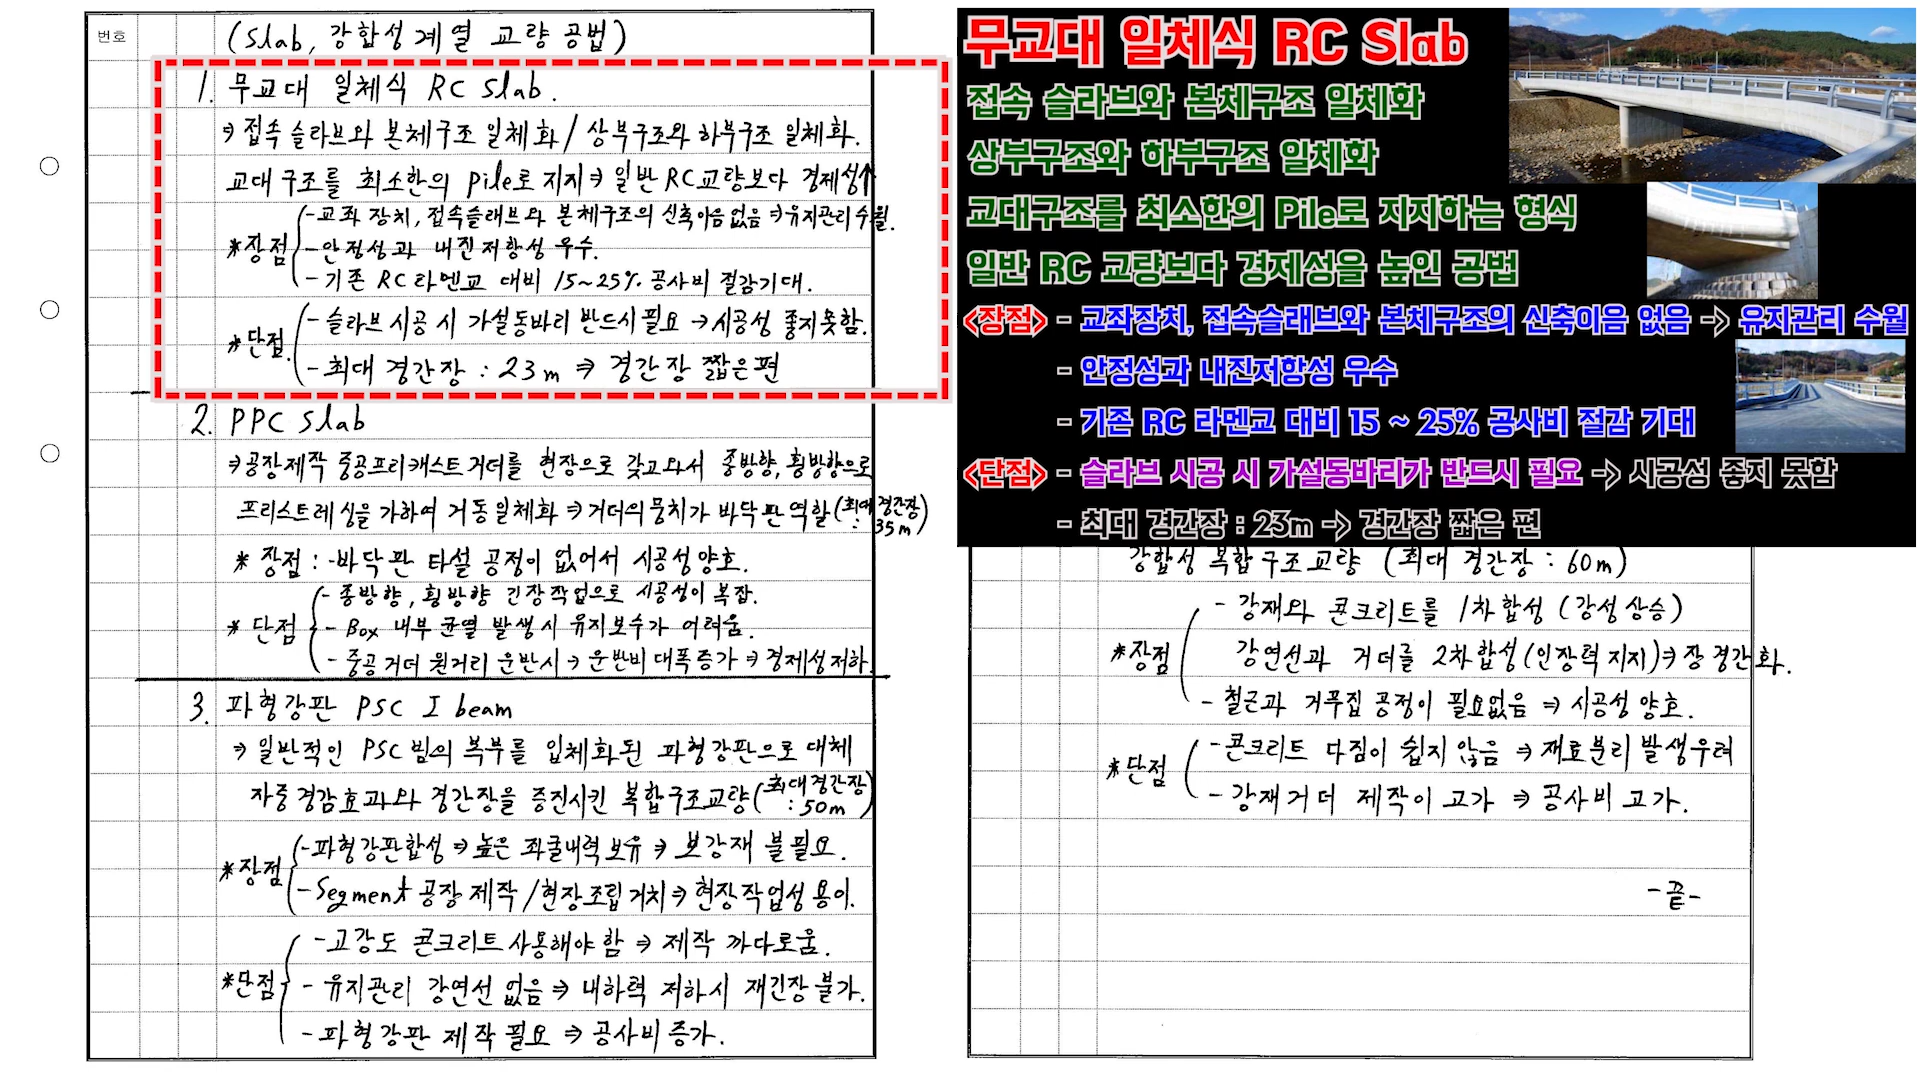 번호
(Slab, 강합성계열 교량 공법)
1. 무교대 일체식 RC Slab.
⇒ 접속 슬라브와 본체구조 일체화 / 상부구조와 하부구조 일체화.
교대구조를 최소한의 Pile로 지지 ⇒ 일반 RC교량보다 경제성↑
*장점
- 교좌장치, 접속슬래브와 본체구조의 신축이음 없음 ⇒ 유지관리 수월.
- 안정성과 내진저항성 우수.
- 기존 RC라멘교 대비 15~25% 공사비 절감기대.
*단점.
- 슬라브 시공 시 가설동바리 반드시 필요 → 시공성 좋지못함.
- 최대 경간장 : 23m ⇒ 경간장 짧은편
2. PPC Slab
⇒ 공장제작 중공프리캐스트거더를 현장으로 갖고와서 종방향, 횡방향으로
프리스트레싱을 가하여 거동일체화 ⇒ 거더의 뭉치가 바닥판역할 (최대 경간장 : 35m)
* 장점 : - 바닥판 타설 공정이 없어서 시공성양호.
* 단점
- 종방향, 횡방향 긴장작업으로 시공성이 복잡.
- Box 내부 균열 발생시 유지보수가 어려움.
- 중공거더 원거리 운반시 → 운반비 대폭증가 ⇒ 경제성저하.
3. 파형강판 PSC I beam
⇒ 일반적인 PSC빔의 복부를 입체화된 파형강판으로 대체
자중경감효과와 경간장을 증진시킨 복합구조교량 (최대경간장 : 50m)
*장점
- 파형강판합성 ⇒ 높은 좌굴내력보유 ⇒ 보강재 불필요.
- Segment 공장 제작 / 현장조립 거치 ⇒ 현장작업성 용이.
*단점
- 고강도 콘크리트 사용해야함 ⇒ 제작 까다로움.
- 유지관리 강연선 없음 ⇒ 내하력 저하시 재긴장불가.
- 파형강판 제작 필요 ⇒ 공사비 증가.
무교대 일체식 RC Slab
접속 슬라브와 본체구조 일체화
상부구조와 하부구조 일체화
교대구조를 최소한의 Pile로 지지하는 형식
일반 RC 교량보다 경제성을 높인 공법
<장점> - 교좌장치, 접속슬래브와 본체구조의 신축이음 없음 -> 유지관리 수월
- 안정성과 내진저항성 우수
- 기존 RC 라멘교 대비 15 ~ 25% 공사비 절감 기대
<단점> - 슬라브 시공 시 가설동바리가 반드시 필요 -> 시공성 좋지 못함
- 최대 경간장 : 23m -> 경간장 짧은 편
강합성 복합구조교량 (최대 경간장 : 60m)
*장점
- 강재와 콘크리트를 1차합성 (강성상승)
강연선과 거더를 2차합성(인장력지지) ⇒ 장경간화.
- 철근과 거푸집 공정이 필요없음 ⇒ 시공성 양호.
*단점
- 콘크리트 다짐이 쉽지 않음 ⇒ 재료분리 발생우려
- 강재거더 제작이 고가 ⇒ 공사비 고가.
-끝-